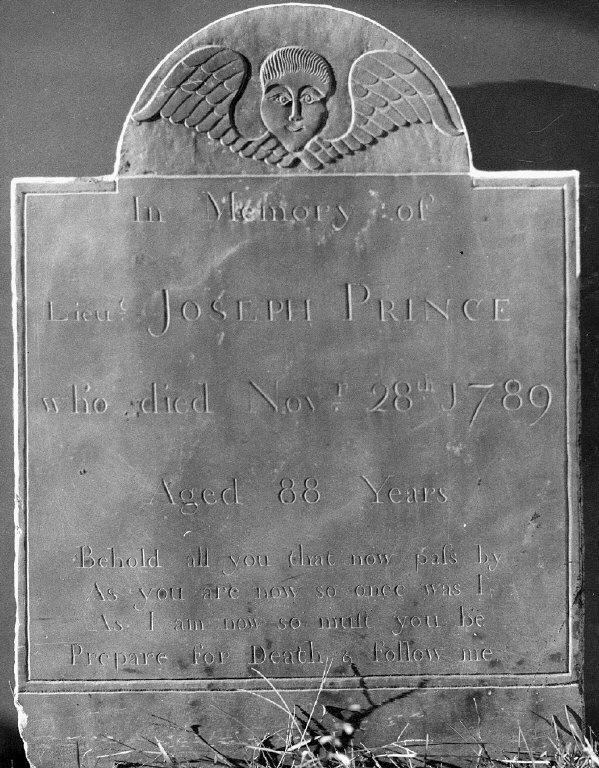 In Memory of
Lieut. JOSEPH PRINCE
who died Novr. 28th 1789
Aged 88 Years
Behold all you that now paſs by
As you are now so once was I,
As I am now so muſt you be
Prepare for Death, & follow me